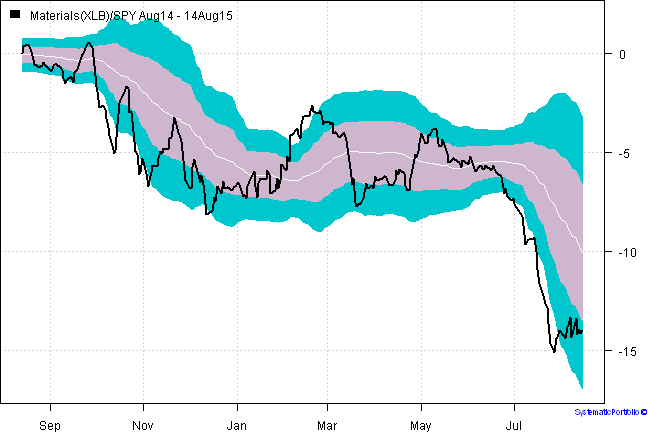 Materials(XLB)/SPY Aug14 - 14Aug15
0
-5
-10
-15
Sep Nov Jan Mar May Jul
SystematicPortfolio ©